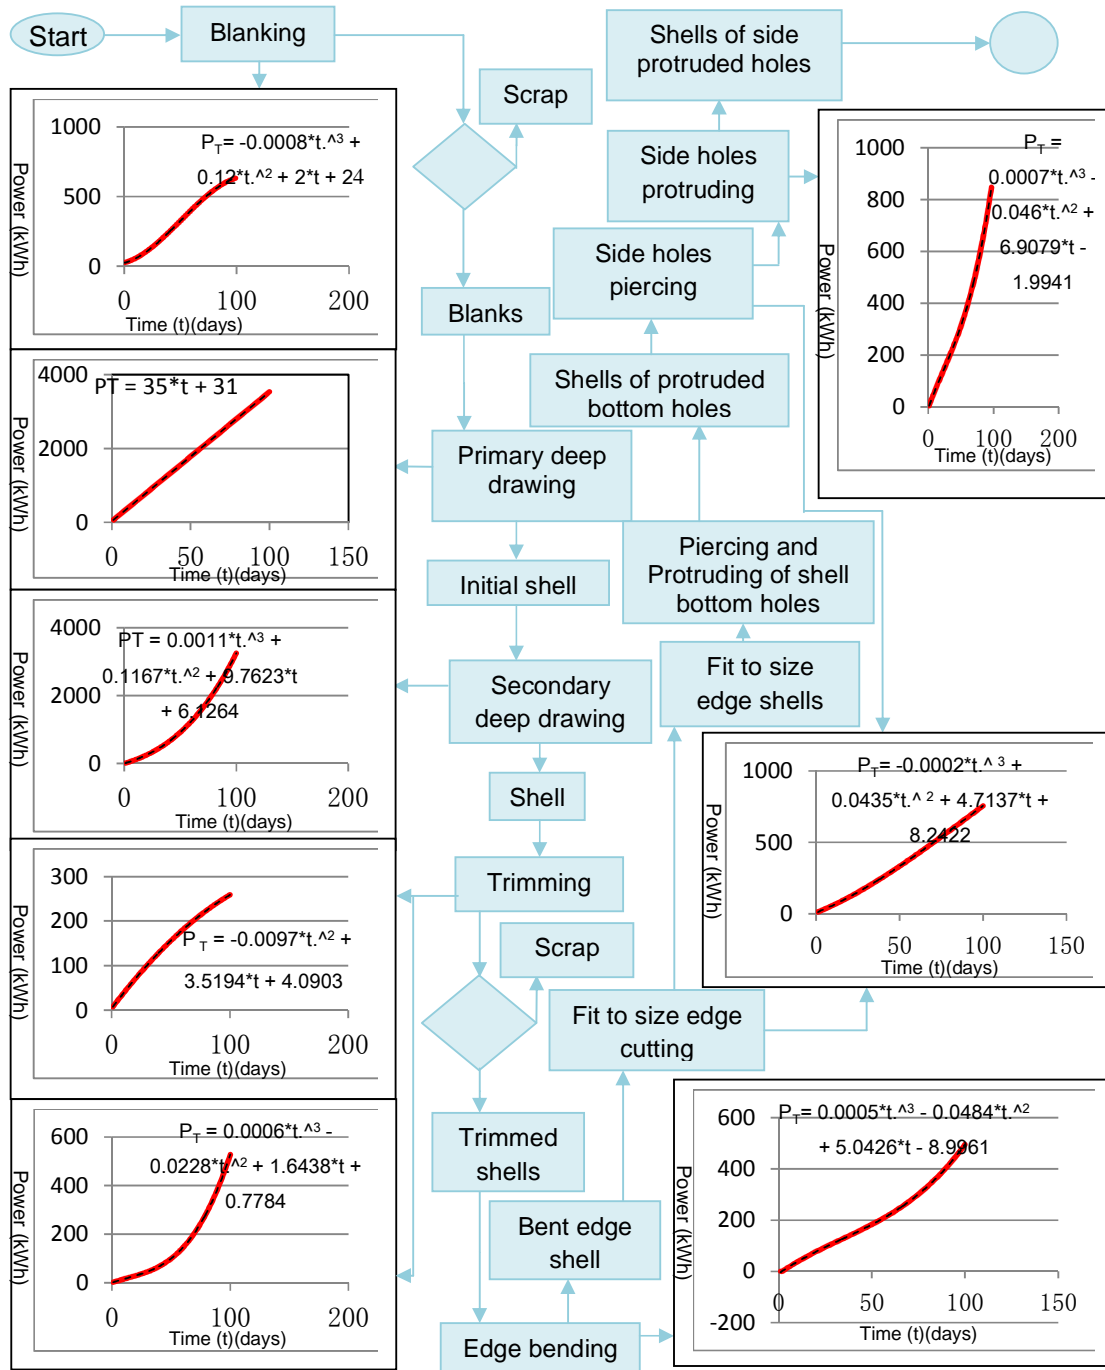 Start
Blanking
Scrap
Blanks
Primary deep
drawing
Initial shell
Secondary
deep drawing
Shell
Trimming
Scrap
Trimmed
shells
Edge bending
Bent edge
shell
Fit to size edge
cutting
Fit to size
edge shells
Piercing and
Protruding of shell
bottom holes
Shells of protruded
bottom holes
Side holes
piercing
Side holes
protruding
Shells of side
protruded holes
Power (kWh)
1000
500
0
P_T= -0.0008*t.^3 +
0.12*t.^2 + 2*t + 24
0 100 200
Time (t)(days)
Power (kWh)
4000
2000
0
PT = 35*t + 31
0 50 100 150
Time (t)(days)
Power (kWh)
4000
2000
0
PT = 0.0011*t.^3 +
0.1167*t.^2 + 9.7623*t
+ 6.1264
0 100 200
Time (t)(days)
Power (kWh)
300
200
100
0
P_T = -0.0097*t.^2 +
3.5194*t + 4.0903
0 100 200
Time (t)(days)
Power (kWh)
600
400
200
0
P_T = 0.0006*t.^3 -
0.0228*t.^2 + 1.6438*t +
0.7784
0 100 200
Time (t)(days)
Power (kWh)
1000
800
600
400
200
0
P_T =
0.0007*t.^3 -
0.046*t.^2 +
6.9079*t -
1.9941
0 100 200
Time (t)(days)
Power (kWh)
1000
500
0
P_T= -0.0002*t.^ 3 +
0.0435*t.^ 2 + 4.7137*t +
8.2422
0 50 100 150
Time (t)(days)
Power (kWh)
600
400
200
0
-200
P_T= 0.0005*t.^3 - 0.0484*t.^2
+ 5.0426*t - 8.9961
0 50 100 150
Time (t)(days)